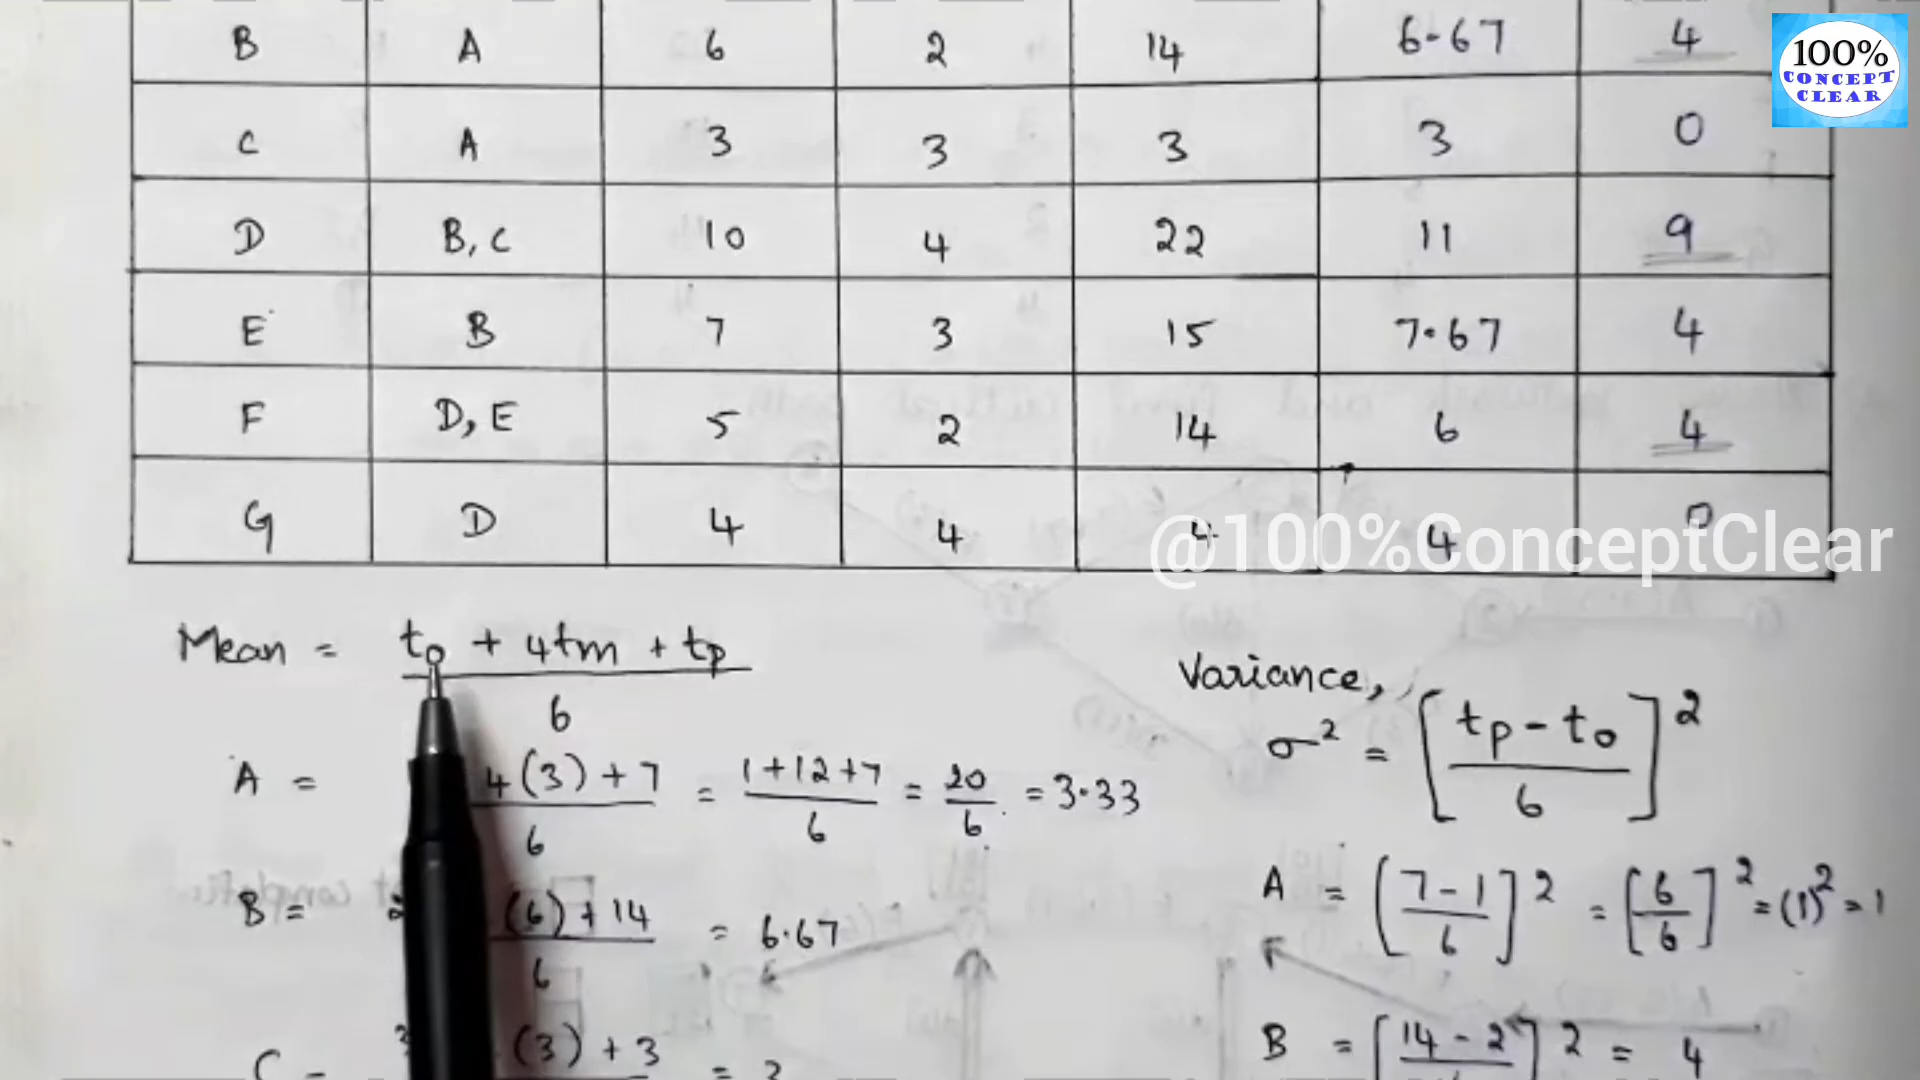 B A 6 2 14 6.67 4
C A 3 3 3 3 0
D B, C 10 4 22 11 9
E B 7 3 15 7.67 4
F D, E 5 2 14 6 4
G D 4 4 4 4 0
100%
CONCEPT
CLEAR
@100%ConceptClear
Mean = to + 4tm + tp
6
A = 4(3) + 7 = 1+12+7 = 20 = 3.33
6 6 6
B = (6) + 14 = 6.67
6
C = (3) + 3 =
Variance,
σ² = [tp - to]²
6
A = (7 - 1]² = [6]² = (1)² = 1
6 6
B = [14 - 2]² = 4